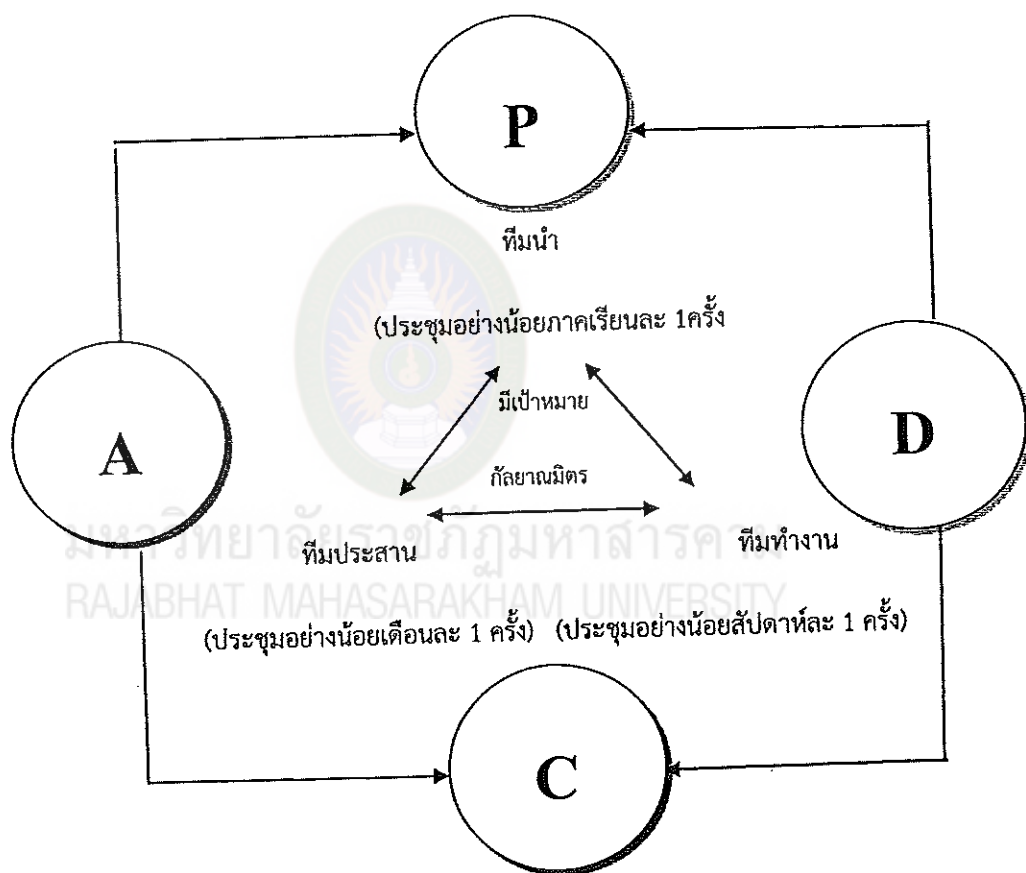 P
ทีมนำ
(ประชุมอย่างน้อยภาคเรียนละ 1ครั้ง
มีเป้าหมาย
A
D
กัลยาณมิตร
ทีมประสาน
ทีมทำงาน
มหาวิทยาลัยราชภัฏมหาสารคาม
RAJABHAT MAHASARAKHAM UNIVERSITY
(ประชุมอย่างน้อยเดือนละ 1 ครั้ง) (ประชุมอย่างน้อยสัปดาห์ละ 1 ครั้ง)
C